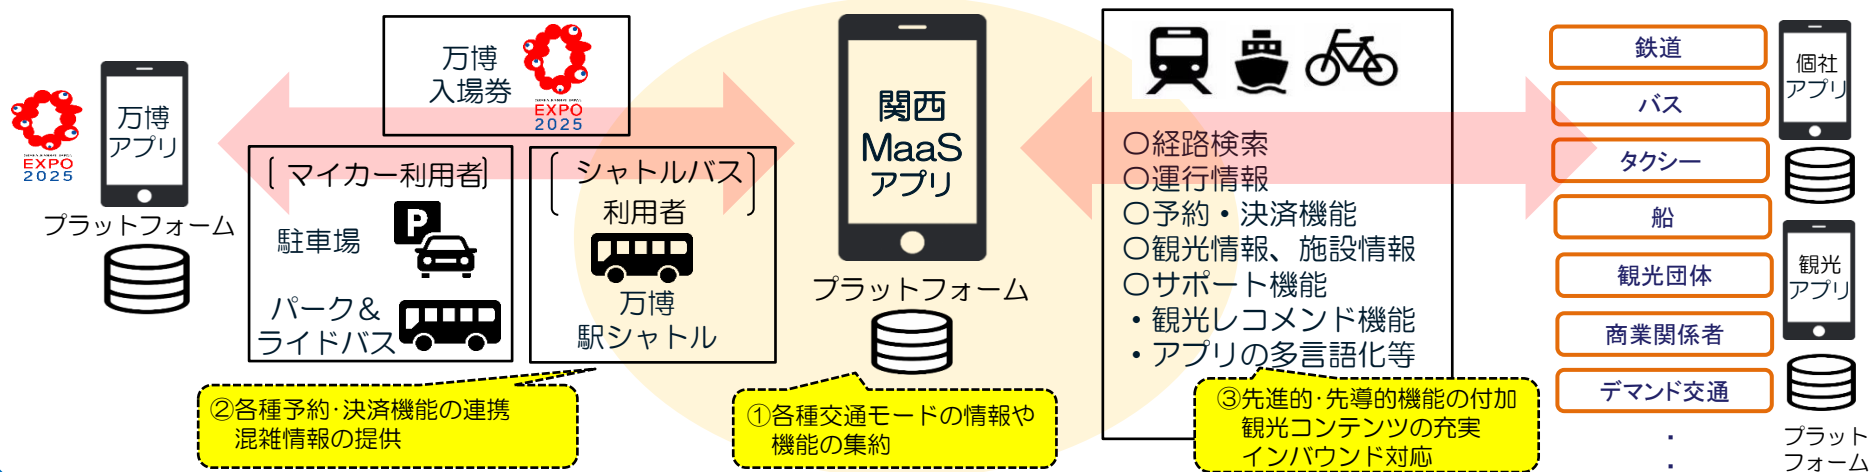 EXPO
2025
万博
アプリ
プラットフォーム
万博
入場券
EXPO
2025
〔マイカー利用者〕
駐車場
P
パーク＆
ライドバス
〔シャトルバス
利用者〕
万博
駅シャトル
②各種予約･決済機能の連携
混雑情報の提供
関西
MaaS
アプリ
プラットフォーム
①各種交通モードの情報や
機能の集約
〇経路検索
〇運行情報
〇予約・決済機能
〇観光情報、施設情報
〇サポート機能
・観光レコメンド機能
・アプリの多言語化等
③先進的･先導的機能の付加
観光コンテンツの充実
インバウンド対応
鉄道
バス
タクシー
船
観光団体
商業関係者
デマンド交通
・
・
個社
アプリ
観光
アプリ
プラット
フォーム